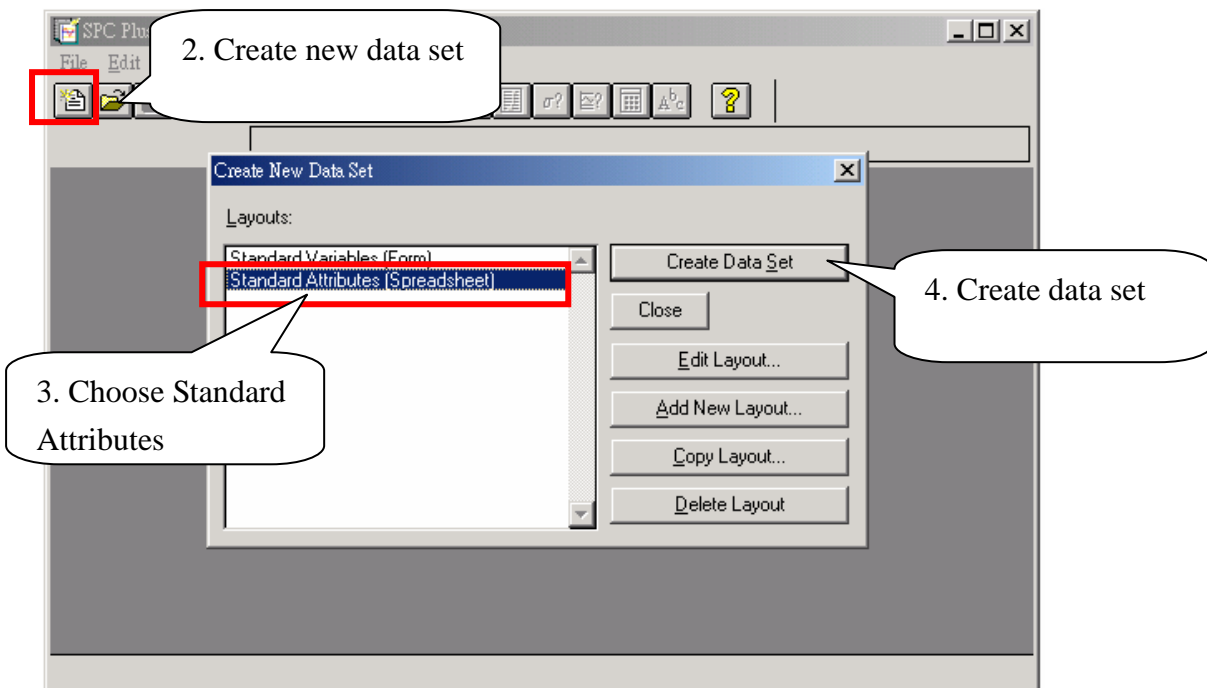 SPC Plus
2. Create new data set
File Edit
σ? ? Abc ?
Create New Data Set
Layouts:
Standard Variables (Form)
Standard Attributes (Spreadsheet)
Create Data Set
4. Create data set
Close
Edit Layout...
3. Choose Standard
Attributes
Add New Layout...
Copy Layout...
Delete Layout